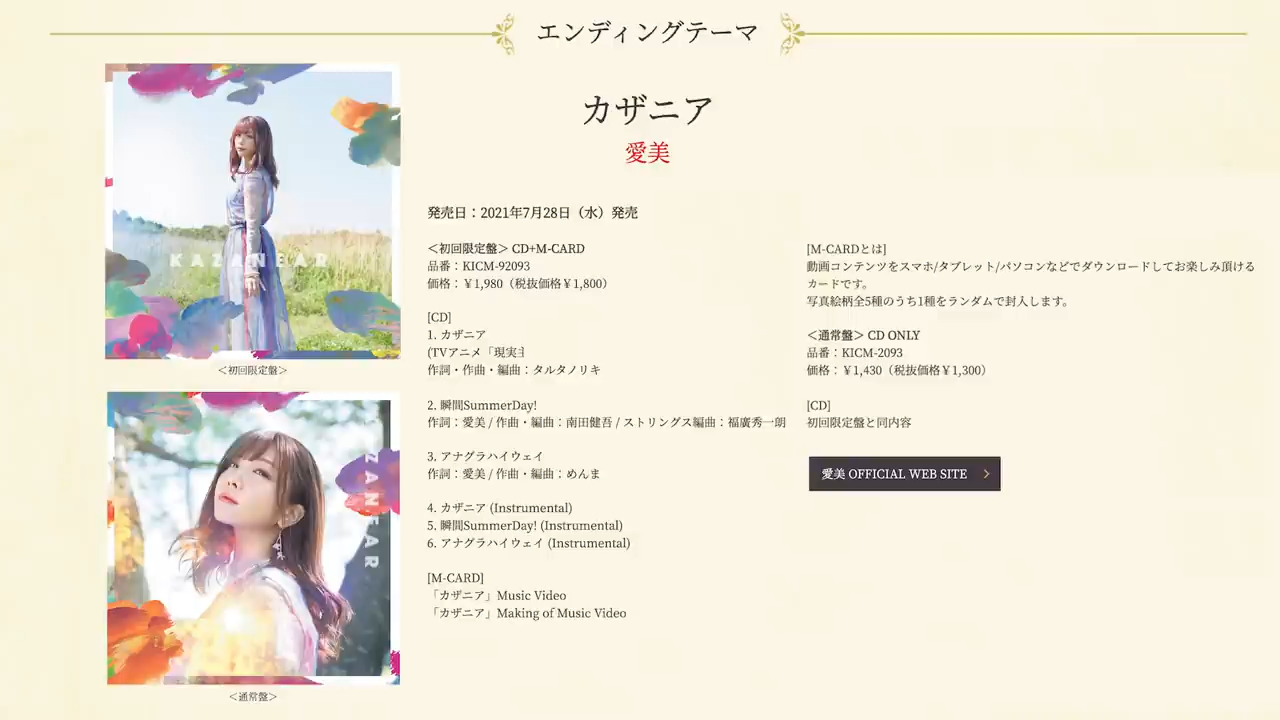 エンディングテーマ
カザニア
愛美
KAZANEAR
＜初回限定盤＞
ZANEAR
＜通常盤＞
発売日：2021年7月28日（水）発売
＜初回限定盤＞ CD+M-CARD
品番：KICM-92093
価格：￥1,980（税抜価格￥1,800）
[CD]
1. カザニア
(TVアニメ「現実
作詞・作曲・編曲：タルタノリキ
2. 瞬間SummerDay!
作詞：愛美 / 作曲・編曲：南田健吾 / ストリングス編曲：福廣秀一朗
3. アナグラハイウェイ
作詞：愛美 / 作曲・編曲：めんま
4. カザニア (Instrumental)
5. 瞬間SummerDay! (Instrumental)
6. アナグラハイウェイ (Instrumental)
[M-CARD]
「カザニア」Music Video
「カザニア」Making of Music Video
[M-CARDとは]
動画コンテンツをスマホ/タブレット/パソコンなどでダウンロードしてお楽しみ頂ける
カードです。
写真絵柄全5種のうち1種をランダムで封入します。
＜通常盤＞ CD ONLY
品番：KICM-2093
価格：￥1,430（税抜価格￥1,300）
[CD]
初回限定盤と同内容
愛美 OFFICIAL WEB SITE